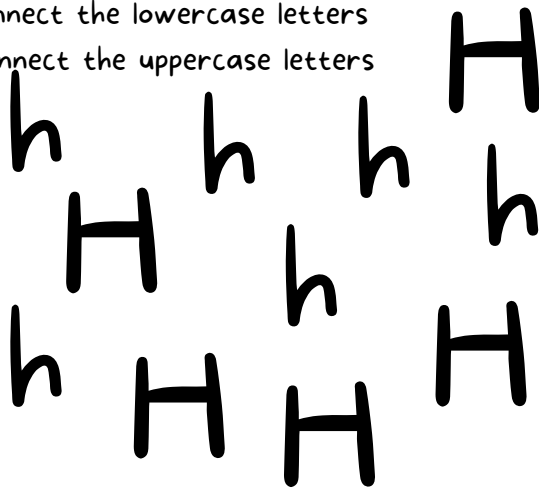 nnect the lowercase letters
nnect the uppercase letters
H
h h h
h
H
h
h H
H H